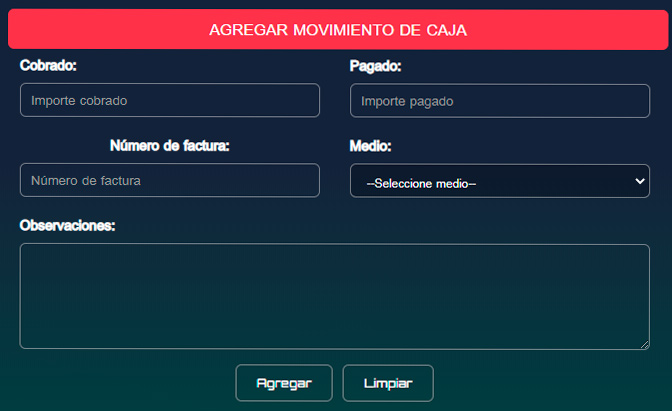 AGREGAR MOVIMIENTO DE CAJA
Cobrado: Pagado:
Importe cobrado Importe pagado
Número de factura: Medio:
Número de factura --Seleccione medio--
Observaciones:
Agregar Limpiar